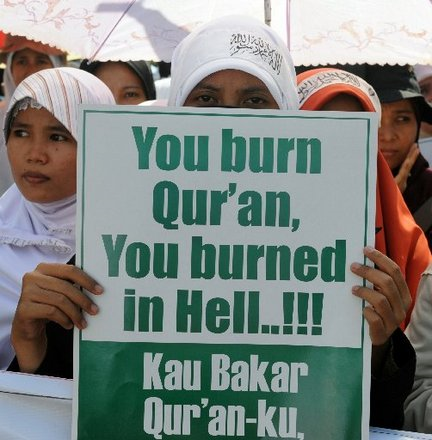 You burn
Qur'an,
You burned
in Hell..!!!
Kau Bakar
Qur'an-ku,